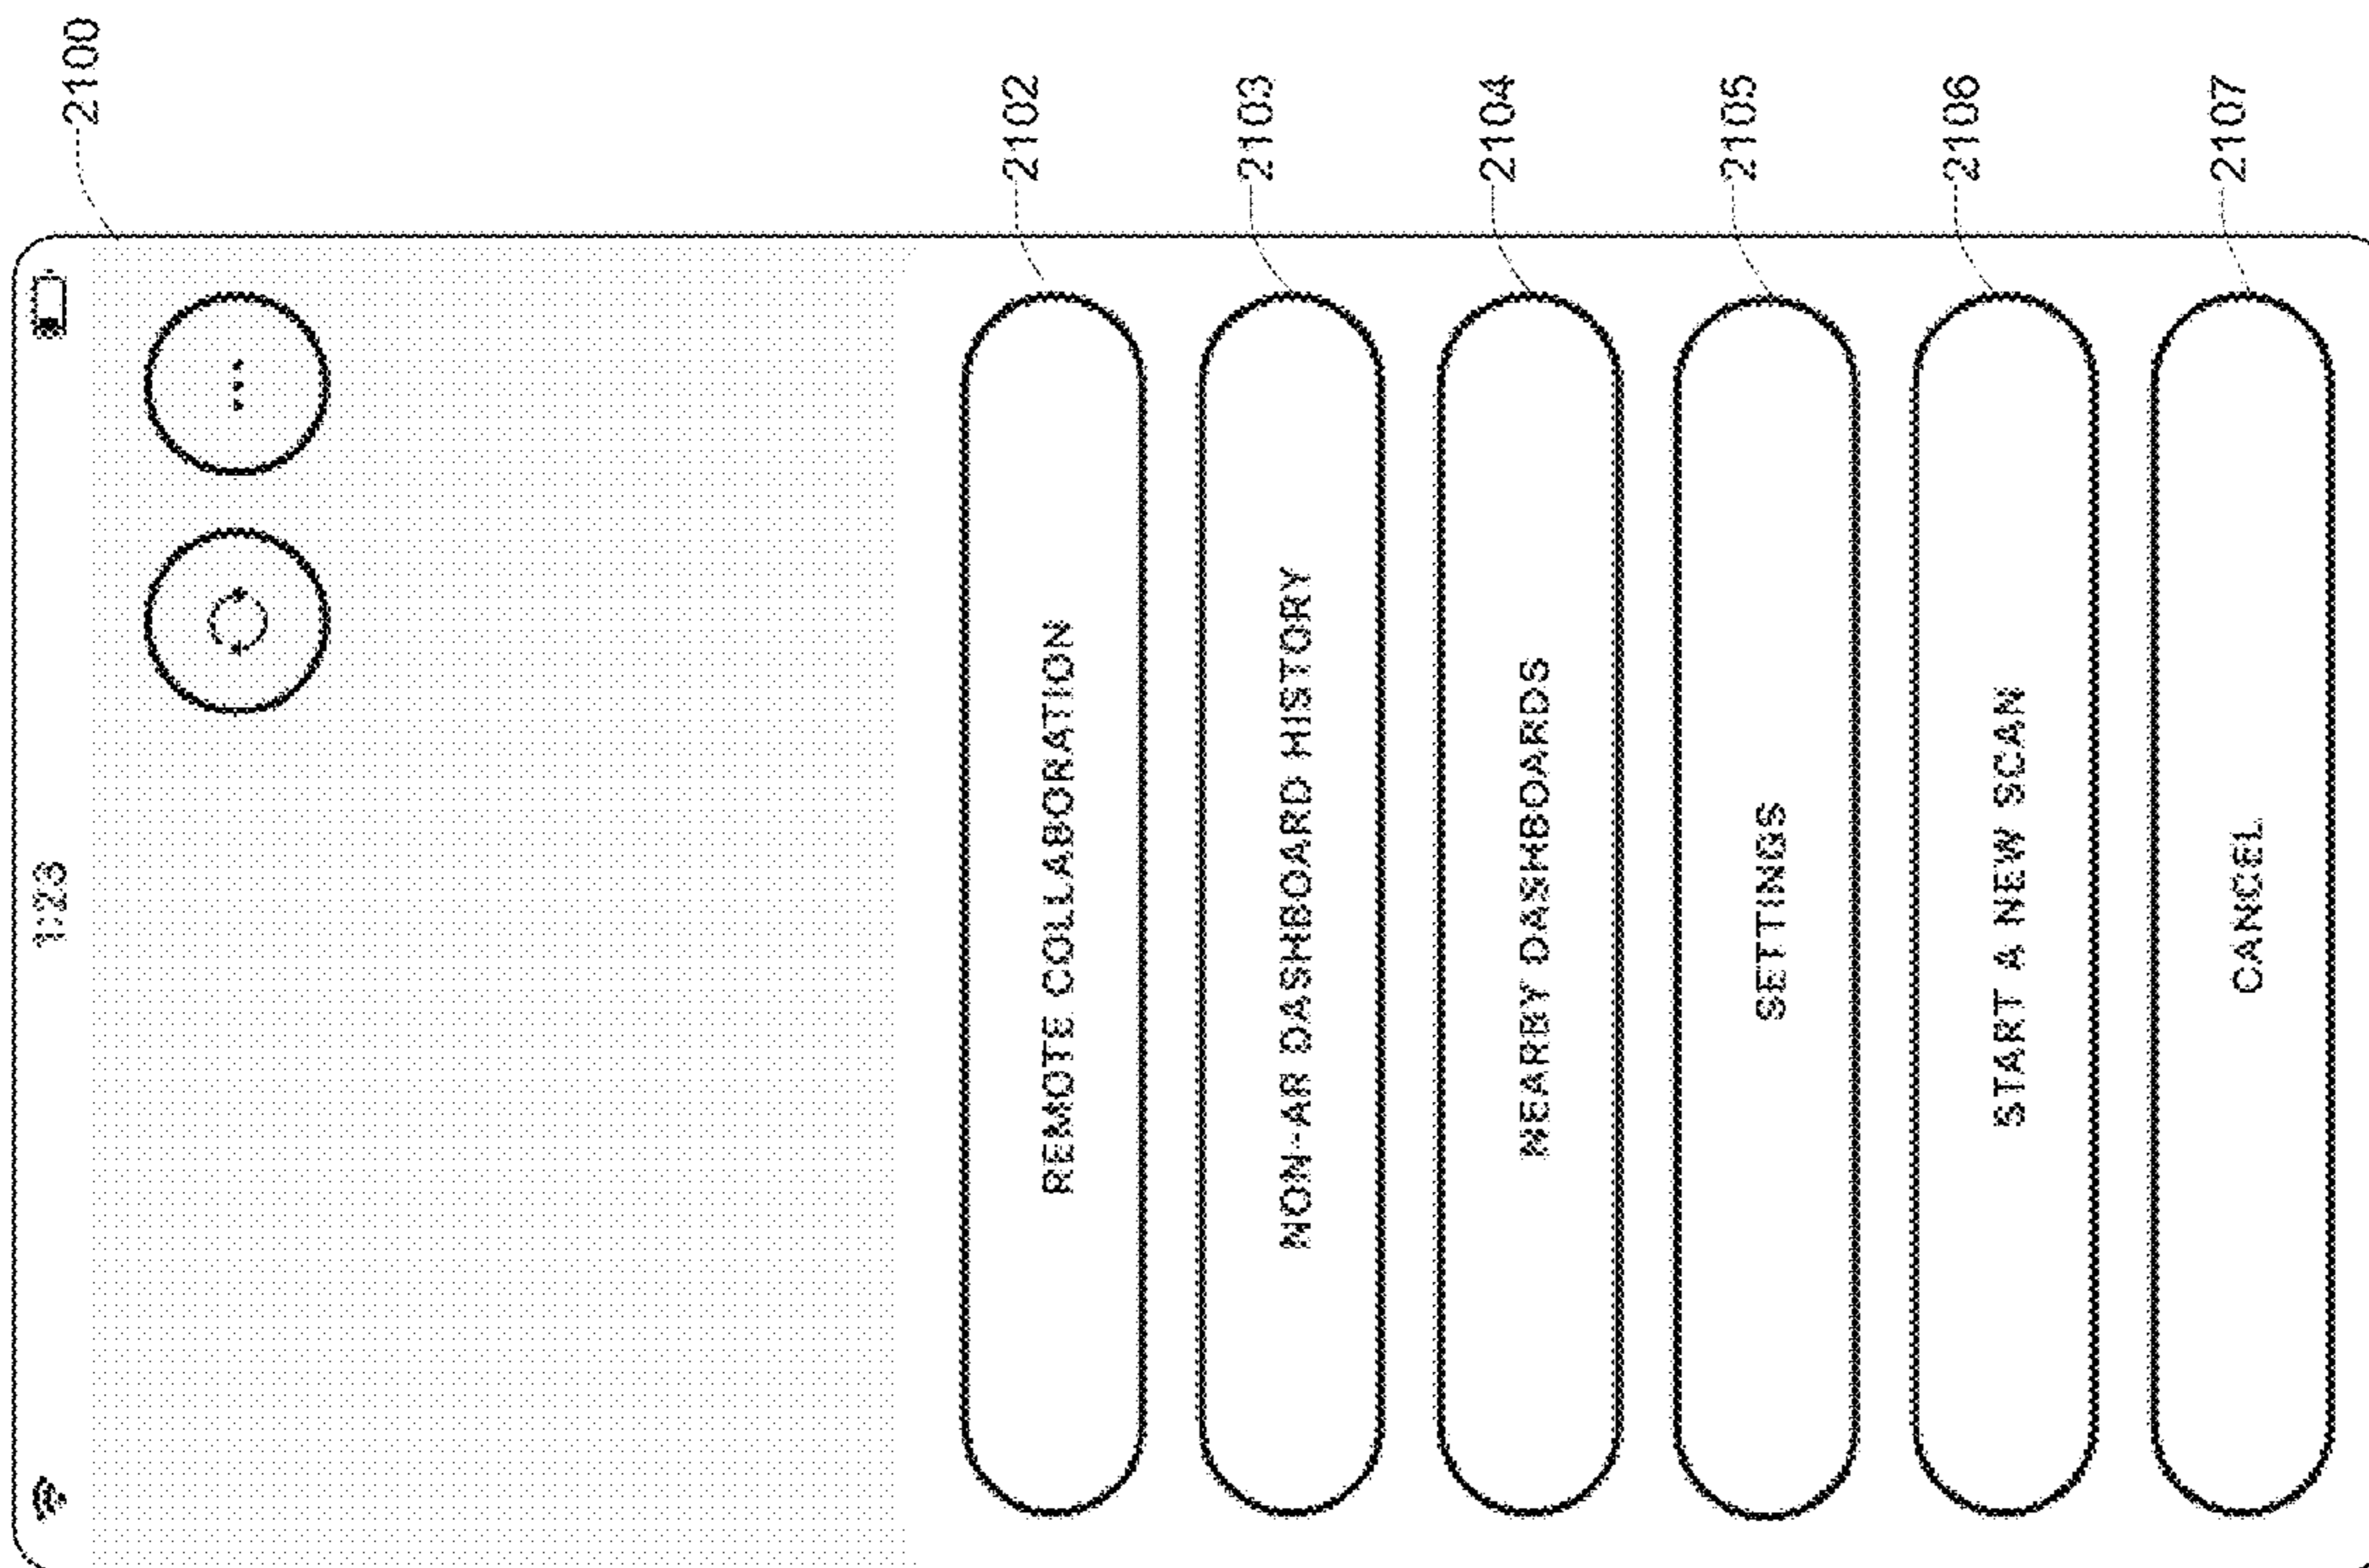 2100
1:23
...
REMOTE COLLABORATION
2102
NON-AR DASHBOARD HISTORY
2103
NEARBY DASHBOARDS
2104
SETTINGS
2105
START A NEW SCAN
2106
CANCEL
2107